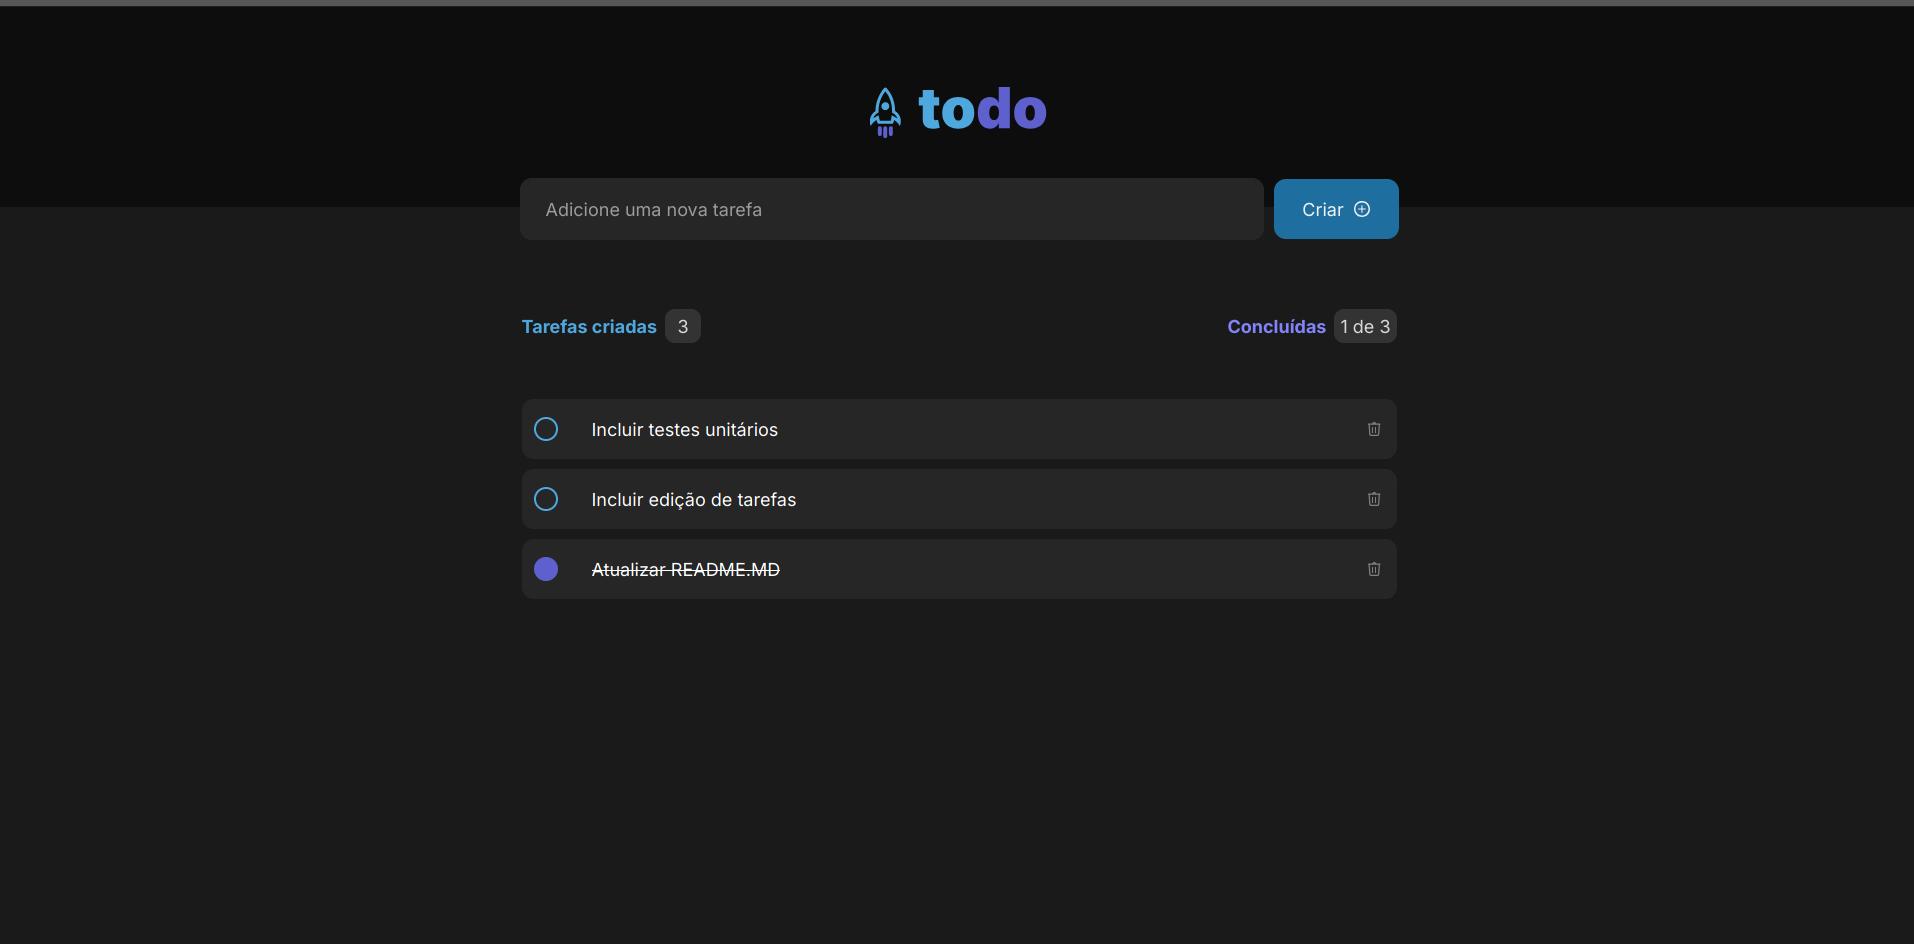 todo
Adicione uma nova tarefa
Criar
Tarefas criadas 3
Concluídas 1 de 3
Incluir testes unitários
Incluir edição de tarefas
Atualizar README.MD